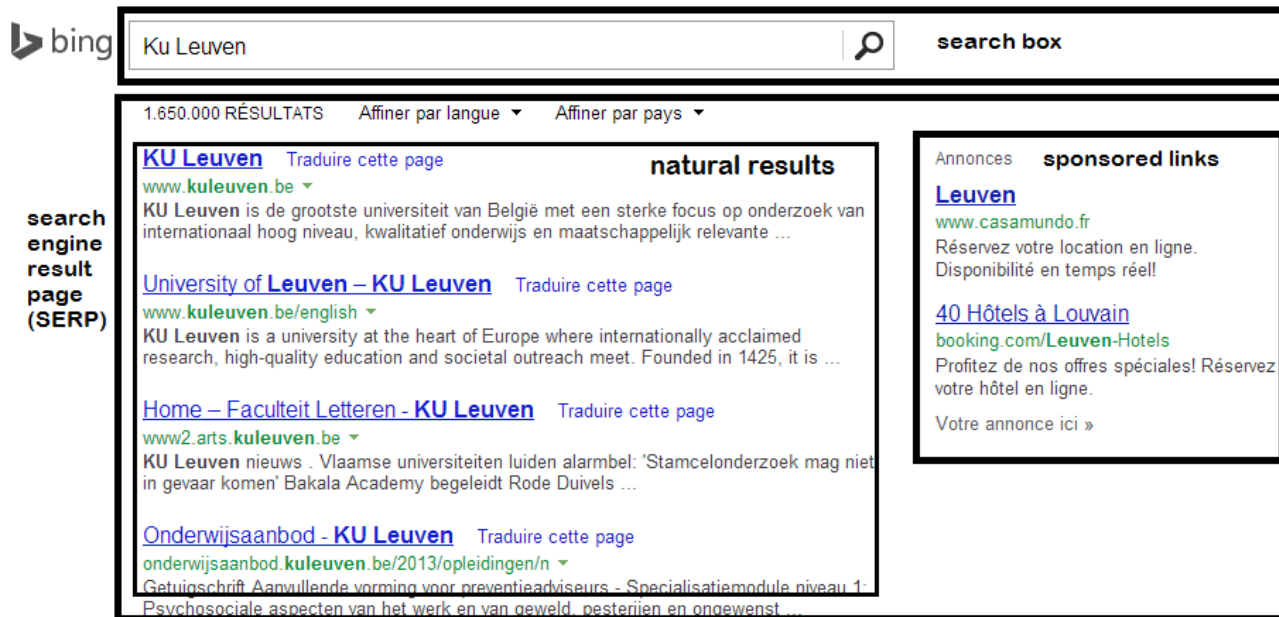 bing
Ku Leuven
search box
1.650.000 RÉSULTATS Affiner par langue Affiner par pays
search
engine
result
page
(SERP)
natural results
KU Leuven Traduire cette page
www.kuleuven.be
KU Leuven is de grootste universiteit van België met een sterke focus op onderzoek van
internationaal hoog niveau, kwalitatief onderwijs en maatschappelijk relevante ...
University of Leuven – KU Leuven Traduire cette page
www.kuleuven.be/english
KU Leuven is a university at the heart of Europe where internationally acclaimed
research, high-quality education and societal outreach meet. Founded in 1425, it is ...
Home – Faculteit Letteren - KU Leuven Traduire cette page
www2.arts.kuleuven.be
KU Leuven nieuws . Vlaamse universiteiten luiden alarmbel: 'Stamcelonderzoek mag niet
in gevaar komen' Bakala Academy begeleidt Rode Duivels ...
Onderwijsaanbod - KU Leuven Traduire cette page
onderwijsaanbod.kuleuven.be/2013/opleidingen/n
Getuigschrift Aanvullende vorming voor preventieadviseurs - Specialisatiemodule niveau 1:
Psychosociale aspecten van het werk en van geweld, pesterijen en ongewenst ...
Annonces sponsored links
Leuven
www.casamundo.fr
Réservez votre location en ligne.
Disponibilité en temps réel!
40 Hôtels à Louvain
booking.com/Leuven-Hotels
Profitez de nos offres spéciales! Réservez
votre hôtel en ligne.
Votre annonce ici »